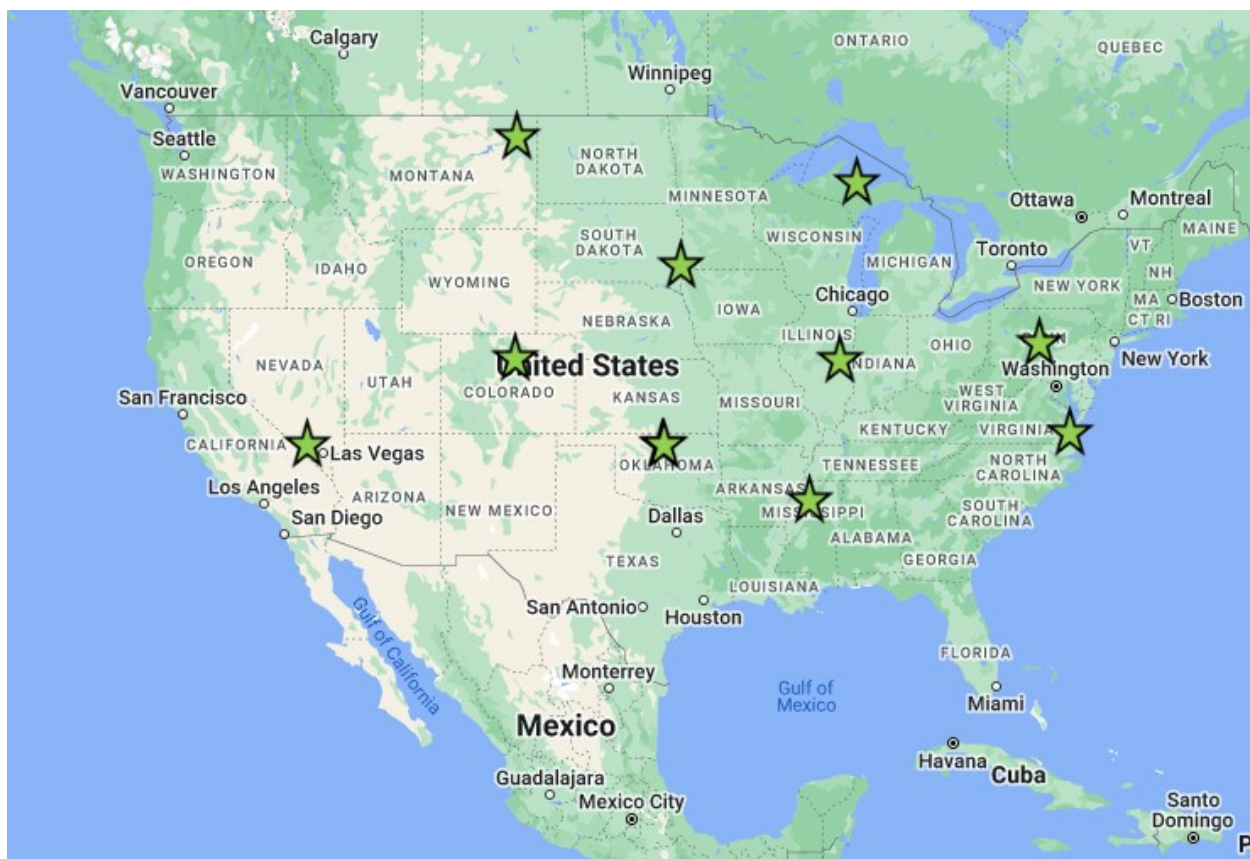 Calgary
ONTARIO
QUEBEC
Winnipeg
Vancouver
Seattle
WASHINGTON
MONTANA
NORTH
DAKOTA
MINNESOTA
Ottawa
Montreal
MAINE
OREGON
IDAHO
SOUTH
DAKOTA
WISCONSIN
MICHIGAN
Toronto
VT
NH
WYOMING
NEW YORK
MA
Boston
CT RI
IOWA
Chicago
NEBRASKA
ILLINOIS
INDIANA
OHIO
New York
NEVADA
UTAH
United States
COLORADO
KANSAS
MISSOURI
Washington
WEST
VIRGINIA
VIRGINIA
KENTUCKY
San Francisco
CALIFORNIA
Las Vegas
OKLAHOMA
TENNESSEE
NORTH
CAROLINA
Los Angeles
ARIZONA
NEW MEXICO
ARKANSAS
MISSISSIPPI
SOUTH
CAROLINA
San Diego
Dallas
ALABAMA
GEORGIA
TEXAS
LOUISIANA
San Antonio
Houston
Gulf of California
FLORIDA
Monterrey
Gulf of
Mexico
Miami
Mexico
Havana
Cuba
Guadalajara
Mexico City
Santo
Domingo
P